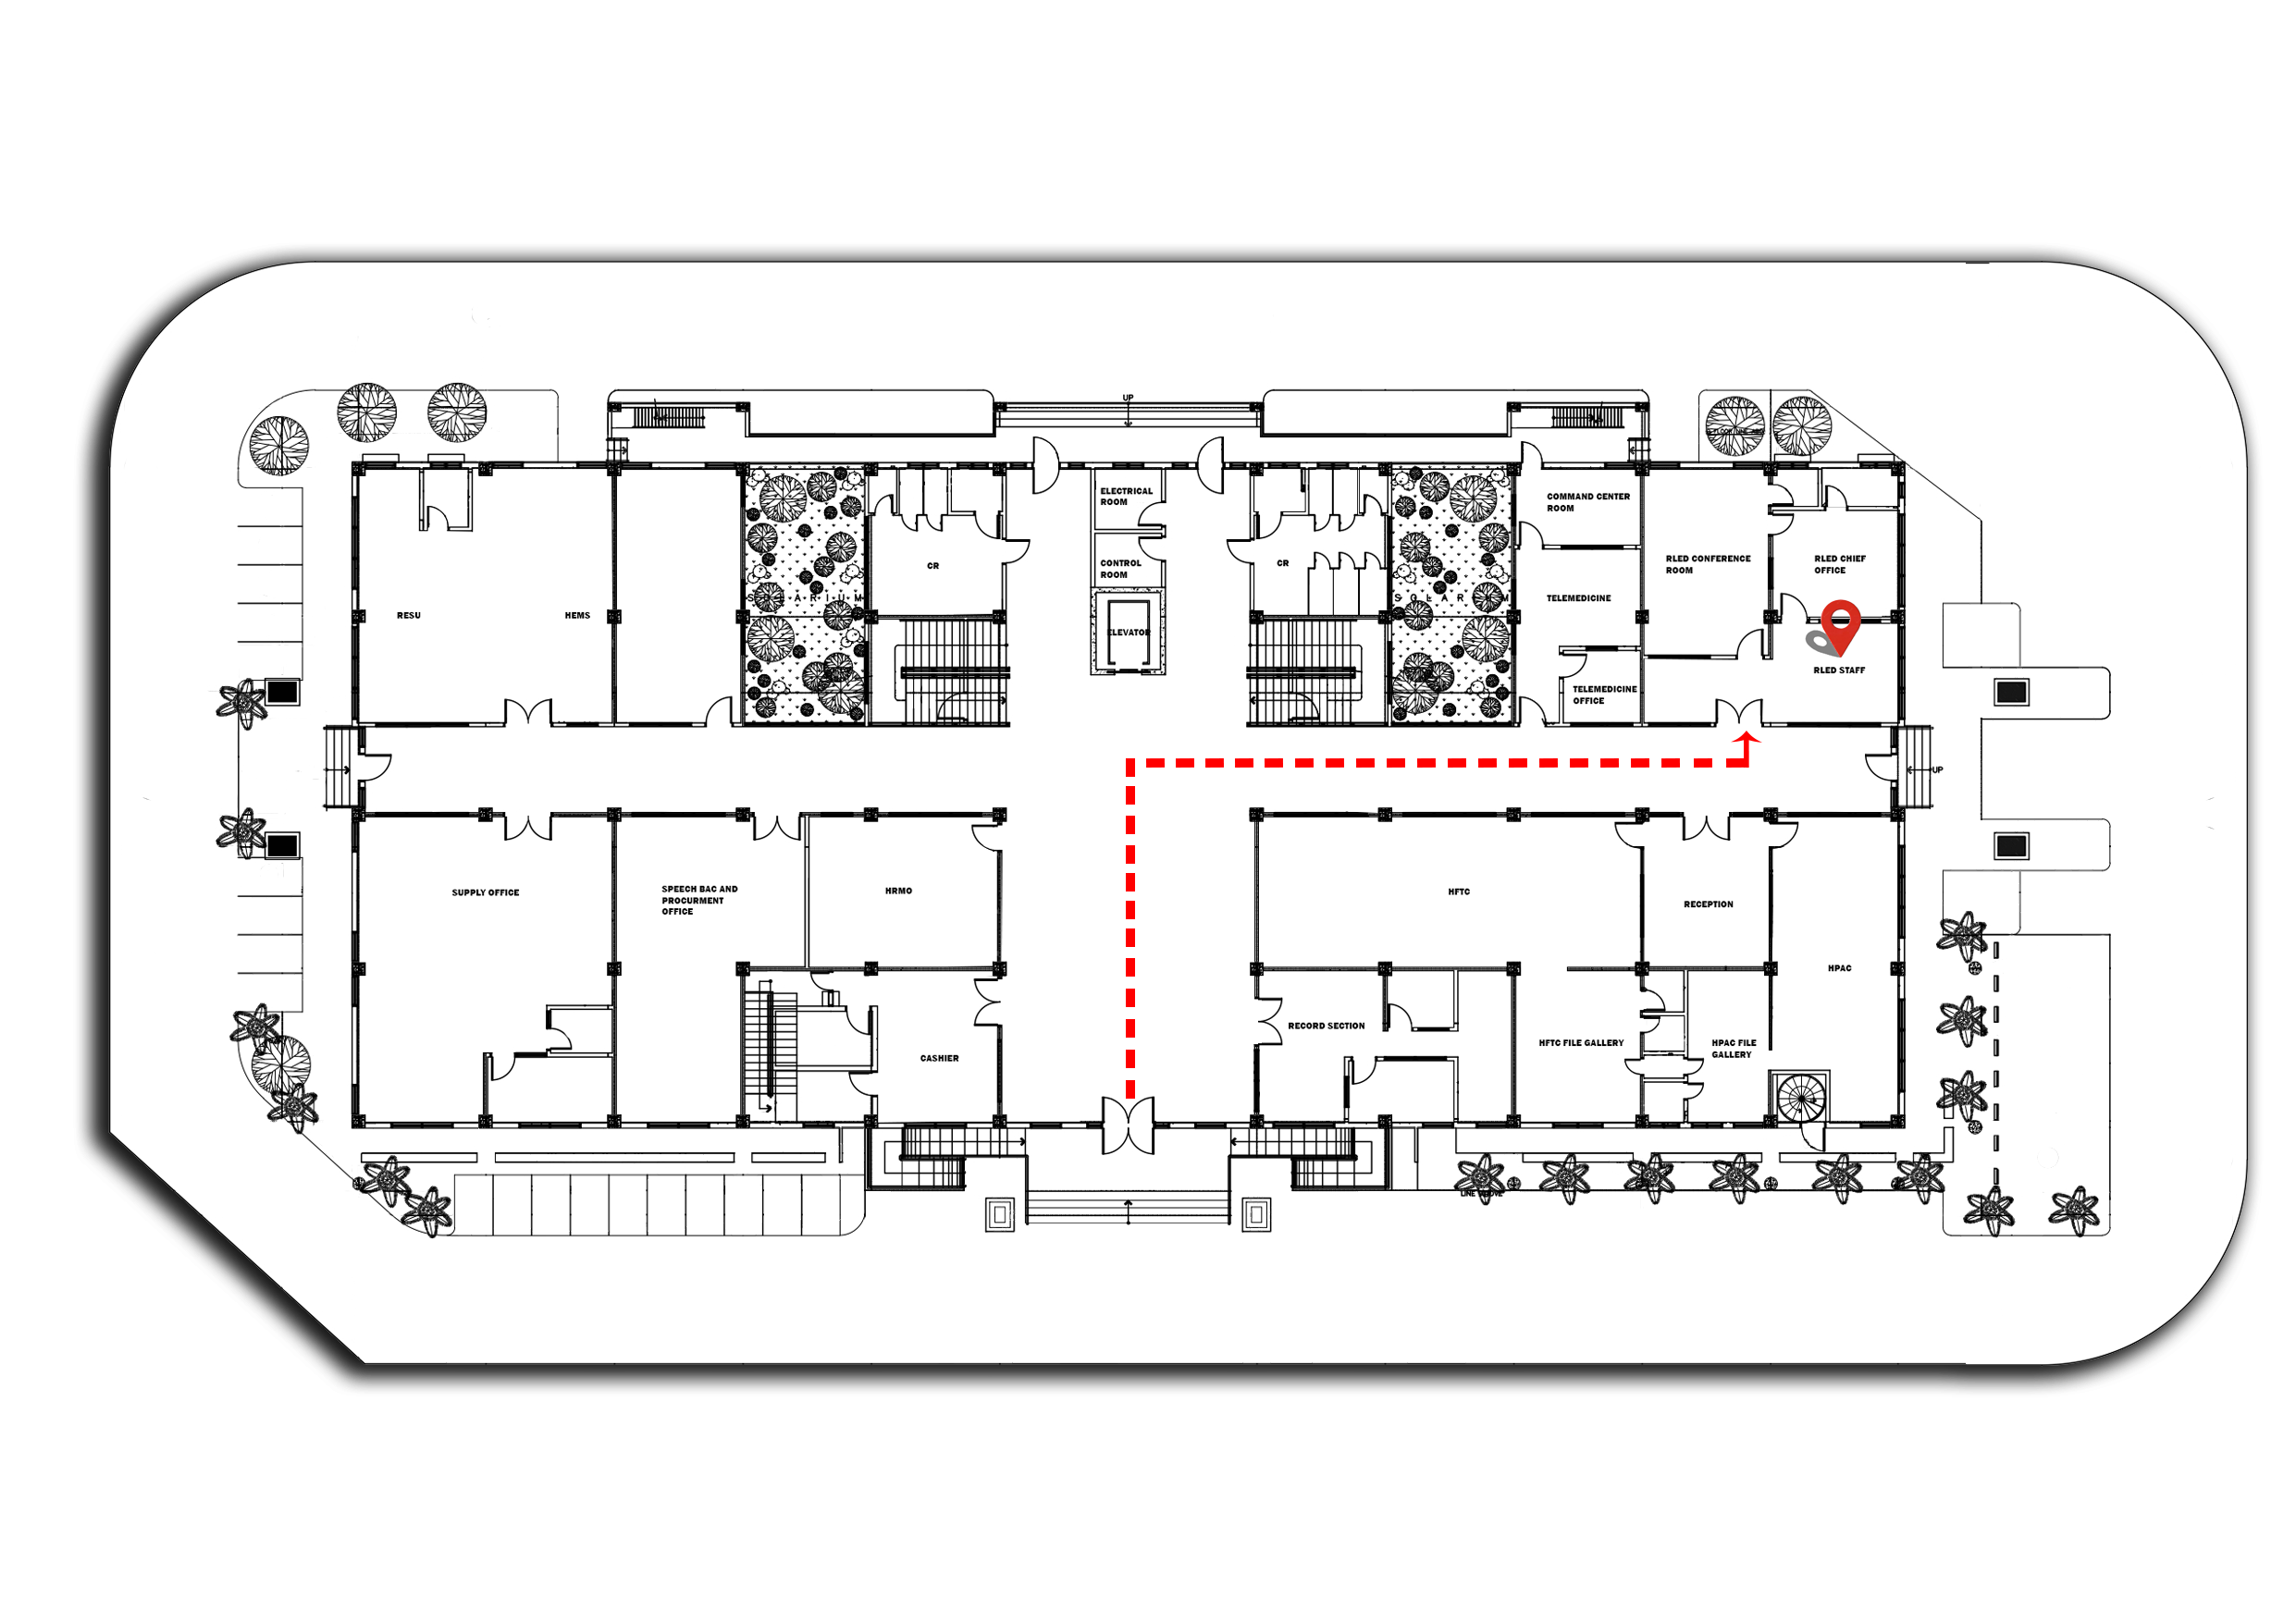 UP
ELECTRICAL
ROOM
COMMAND CENTER
ROOM
CONTROL
ROOM
CR
CR
RLED CONFERENCE
ROOM
RLED CHIEF
OFFICE
SOLARIUM
SOLARIUM
TELEMEDICINE
RESU
HEMS
ELEVATOR
RLED STAFF
TELEMEDICINE
OFFICE
UP
SUPPLY OFFICE
SPEECH BAC AND
PROCURMENT
OFFICE
HRMO
HFTC
RECEPTION
HPAC
RECORD SECTION
CASHIER
HFTC FILE GALLERY
HPAC FILE
GALLERY